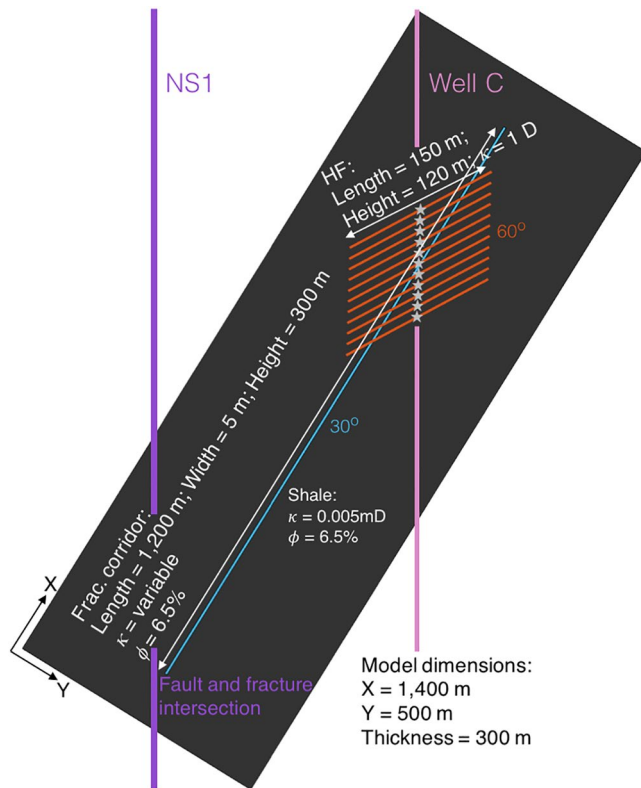 NS1
Well C
HF:
Length = 150 m;
Height = 120 m; κ = 1 D
60°
Frac. corridor:
Length = 1,200 m; Width = 5 m; Height = 300 m
κ = variable
ϕ = 6.5%
30°
Shale:
κ = 0.005mD
ϕ = 6.5%
X
Y
Fault and fracture
intersection
Model dimensions:
X = 1,400 m
Y = 500 m
Thickness = 300 m